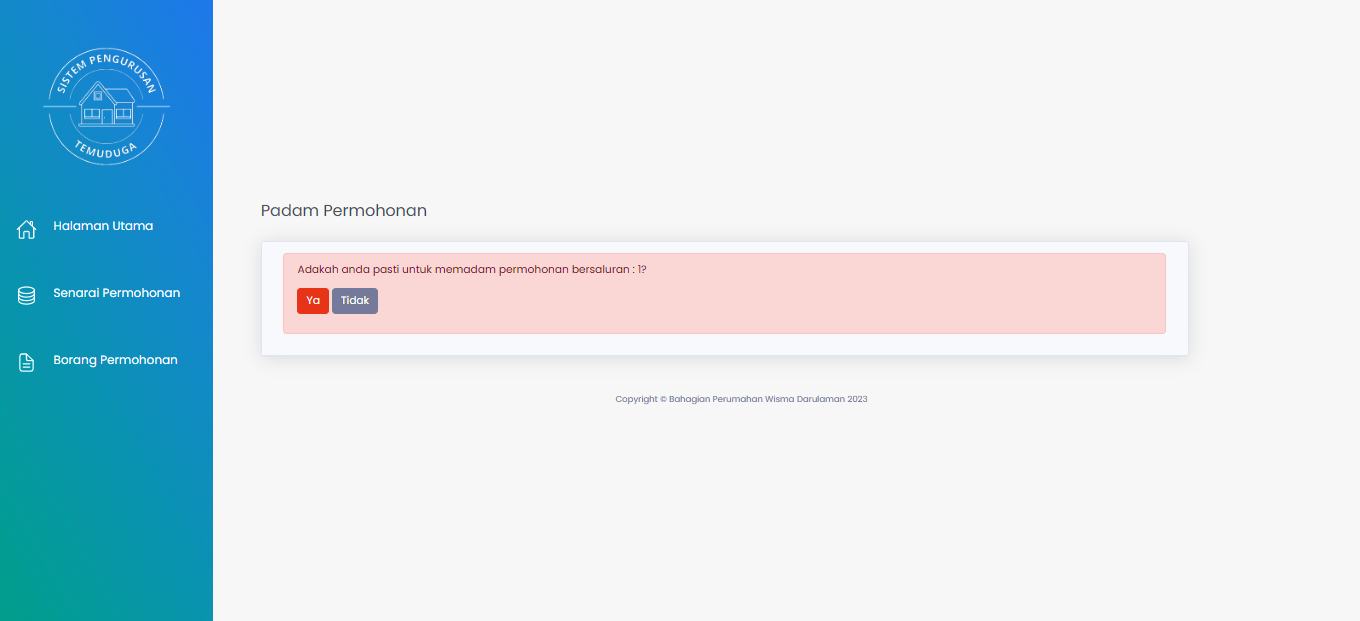 SISTEM PENGURUSAN
TEMUDUGA
Halaman Utama
Senarai Permohonan
Borang Permohonan
Padam Permohonan
Adakah anda pasti untuk memadam permohonan bersaluran : 1?
Ya Tidak
Copyright © Bahagian Perumahan Wisma Darulaman 2023